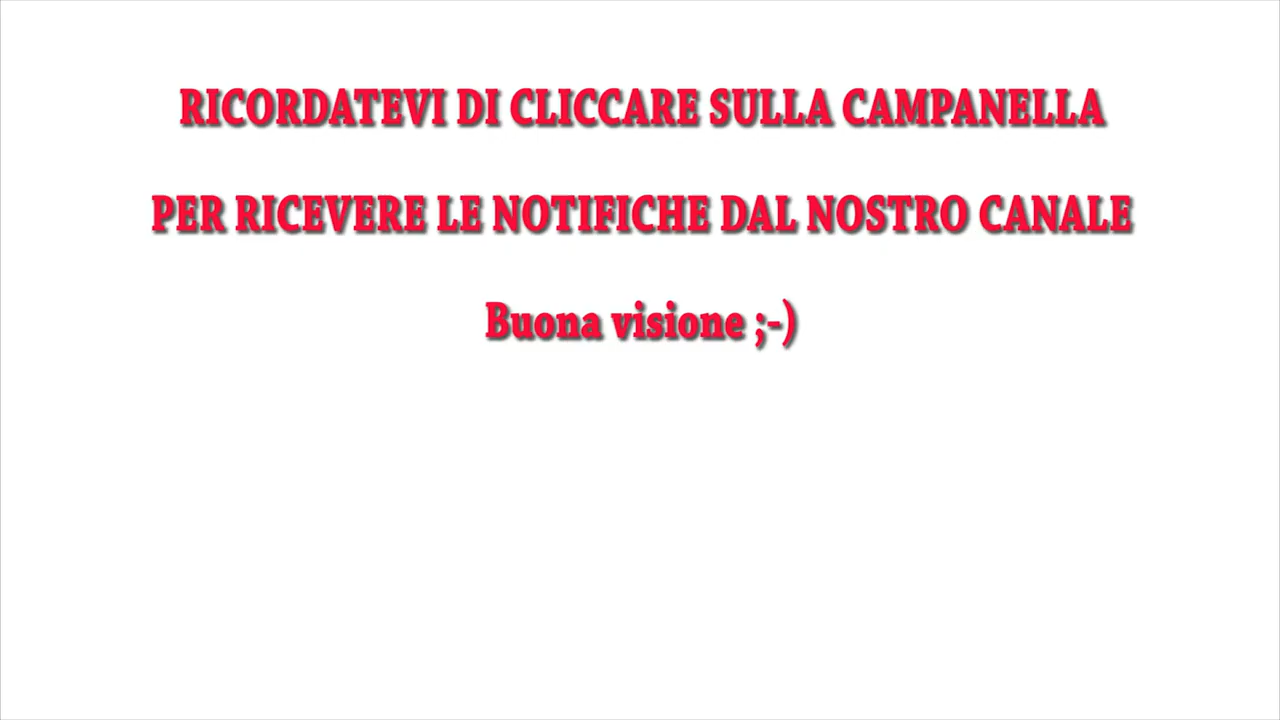 RICORDATEVI DI CLICCARE SULLA CAMPANELLA
PER RICEVERE LE NOTIFICHE DAL NOSTRO CANALE
Buona visione ;-)